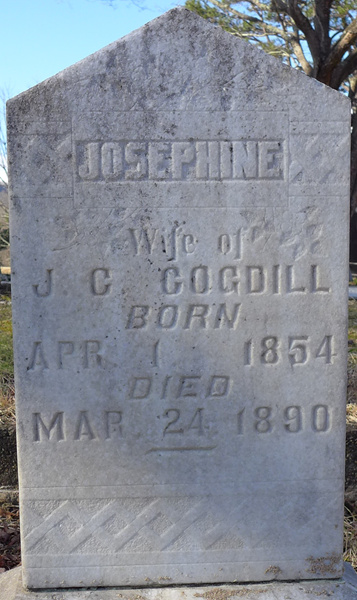 JOSEPHINE
Wife of
J C COGDILL
BORN
APR 1 1854
DIED
MAR 24 1890